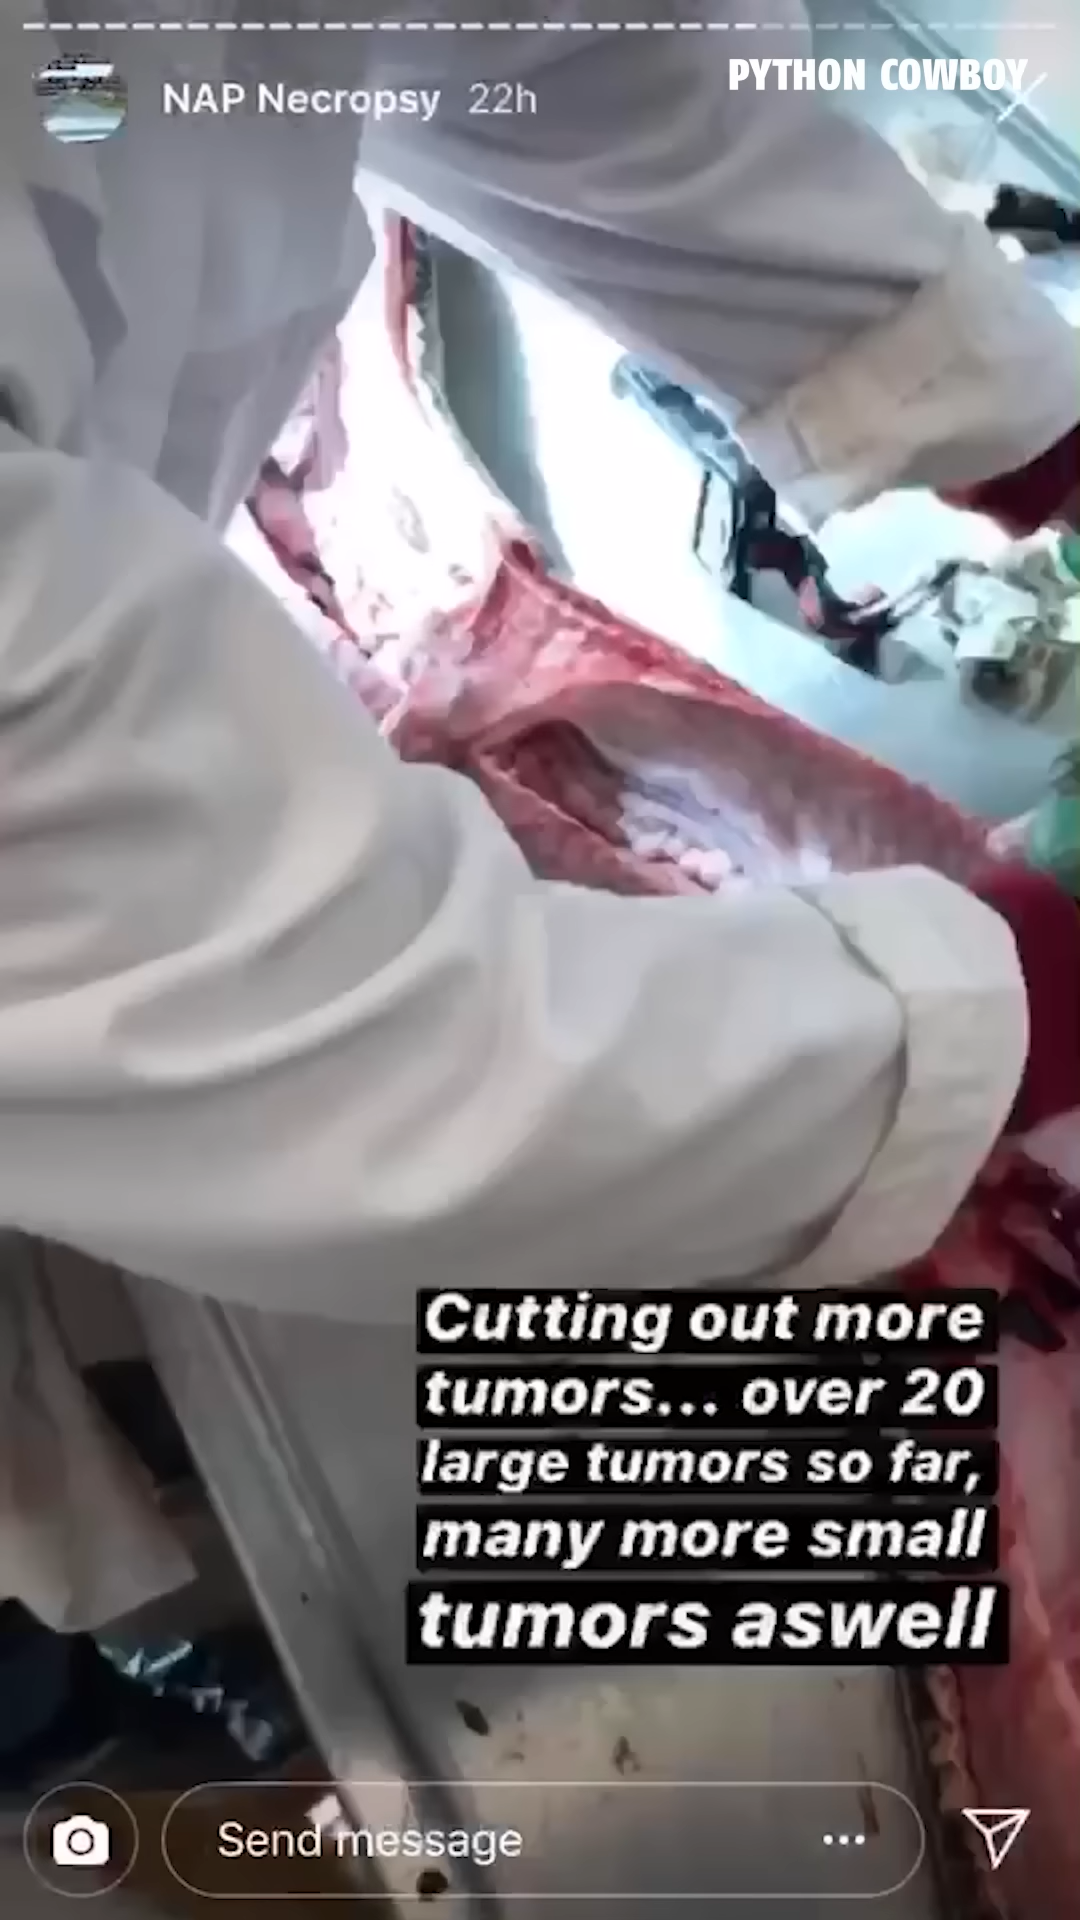 PYTHON COWBOY
NAP Necropsy 22h
Cutting out more
tumors... over 20
large tumors so far,
many more small
tumors aswell
Send message